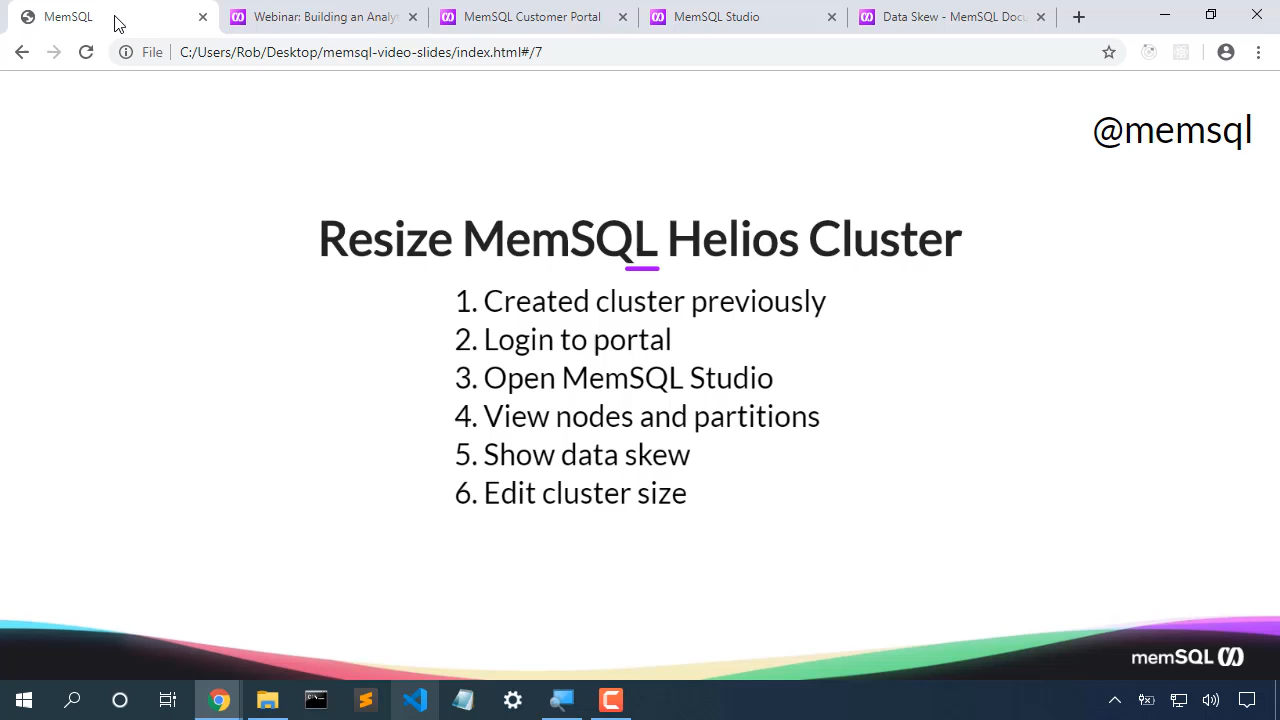 MemSQL
Webinar: Building an Analy
MemSQL Customer Portal
MemSQL Studio
Data Skew - MemSQL Docu
File
C:/Users/Rob/Desktop/memsql-video-slides/index.html#/7
@memsql
Resize MemSQL Helios Cluster
1. Created cluster previously
2. Login to portal
3. Open MemSQL Studio
4. View nodes and partitions
5. Show data skew
6. Edit cluster size
memSQL